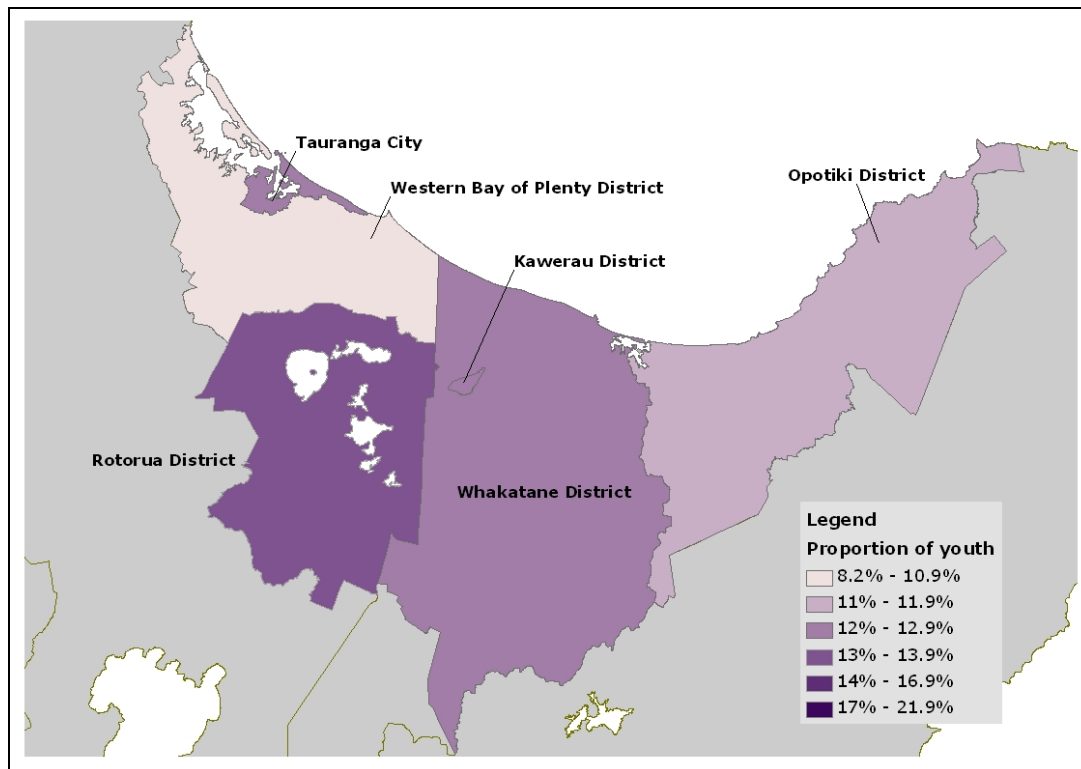 Tauranga City
Western Bay of Plenty District
Opotiki District
Kawerau District
Rotorua District
Whakatane District
Legend
Proportion of youth
8.2% - 10.9%
11% - 11.9%
12% - 12.9%
13% - 13.9%
14% - 16.9%
17% - 21.9%